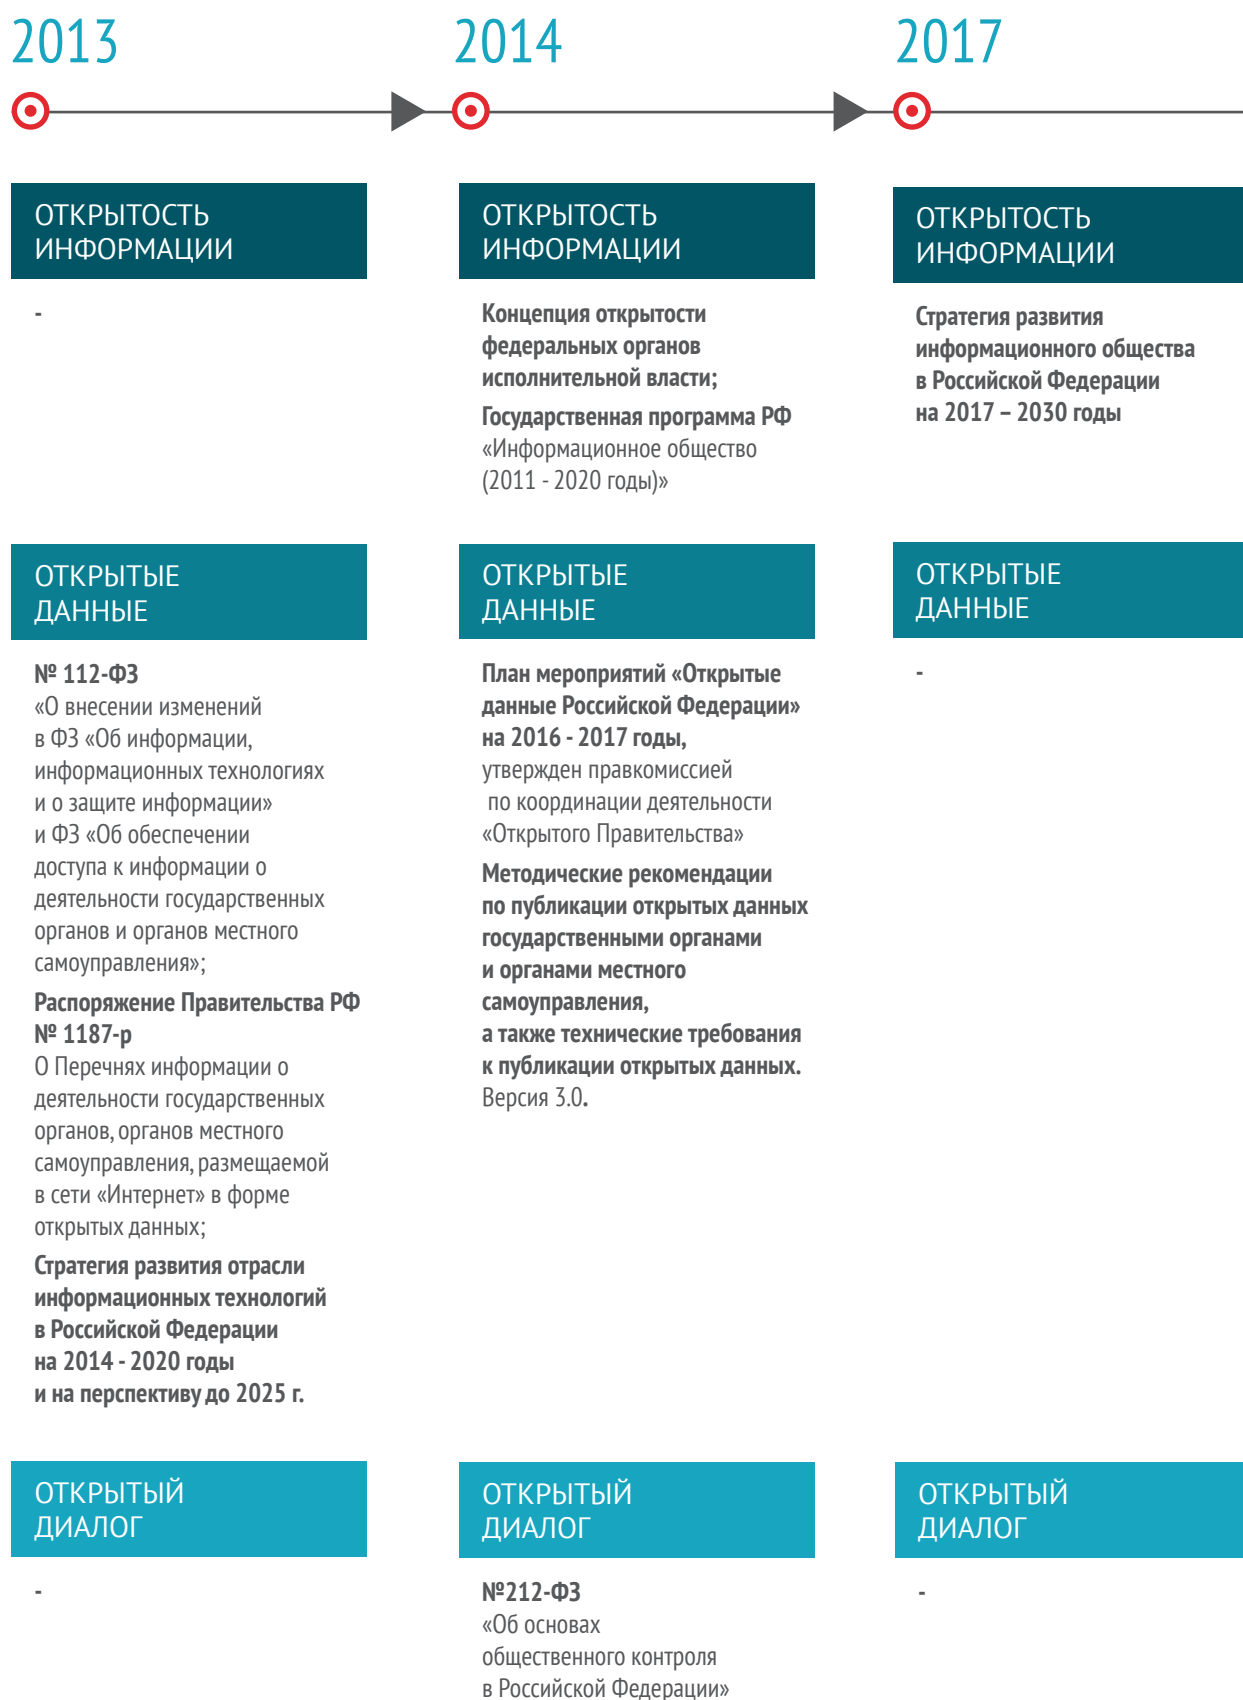 2013
2014
2017
ОТКРЫТОСТЬ
ИНФОРМАЦИИ
-
ОТКРЫТОСТЬ
ИНФОРМАЦИИ
Концепция открытости
федеральных органов
исполнительной власти;
Государственная программа РФ
«Информационное общество
(2011 - 2020 годы)»
ОТКРЫТОСТЬ
ИНФОРМАЦИИ
Стратегия развития
информационного общества
в Российской Федерации
на 2017 – 2030 годы
ОТКРЫТЫЕ
ДАННЫЕ
№ 112-ФЗ
«О внесении изменений
в ФЗ «Об информации,
информационных технологиях
и о защите информации»
и ФЗ «Об обеспечении
доступа к информации о
деятельности государственных
органов и органов местного
самоуправления»;
Распоряжение Правительства РФ
№ 1187-р
О Перечнях информации о
деятельности государственных
органов, органов местного
самоуправления, размещаемой
в сети «Интернет» в форме
открытых данных;
Стратегия развития отрасли
информационных технологий
в Российской Федерации
на 2014 - 2020 годы
и на перспективу до 2025 г.
ОТКРЫТЫЕ
ДАННЫЕ
План мероприятий «Открытые
данные Российской Федерации»
на 2016 - 2017 годы,
утвержден правкомиссией
по координации деятельности
«Открытого Правительства»
Методические рекомендации
по публикации открытых данных
государственными органами
и органами местного
самоуправления,
а также технические требования
к публикации открытых данных.
Версия 3.0.
ОТКРЫТЫЕ
ДАННЫЕ
-
ОТКРЫТЫЙ
ДИАЛОГ
-
ОТКРЫТЫЙ
ДИАЛОГ
№212-ФЗ
«Об основах
общественного контроля
в Российской Федерации»
ОТКРЫТЫЙ
ДИАЛОГ
-